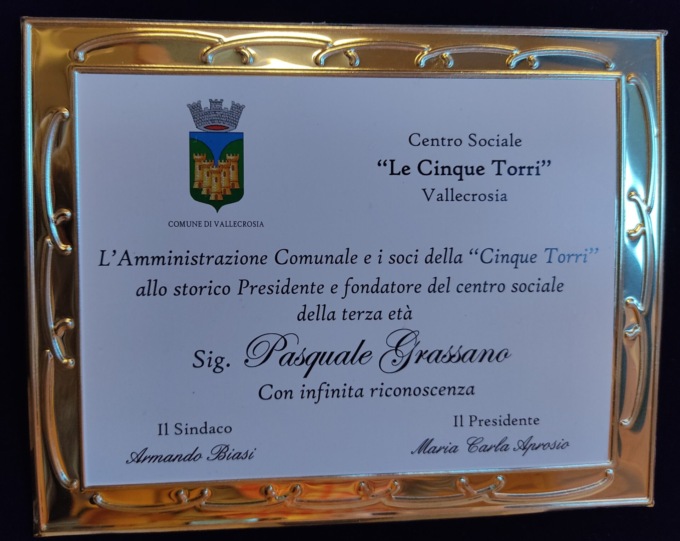 COMUNE DI VALLECROSIA
Centro Sociale
“Le Cinque Torri”
Vallecrosia
L’Amministrazione Comunale e i soci della “Cinque Torri”
allo storico Presidente e fondatore del centro sociale
della terza età
Sig. Pasquale Grassano
Con infinita riconoscenza
Il Sindaco
Armando Biasi
Il Presidente
Maria Carla Aprosio